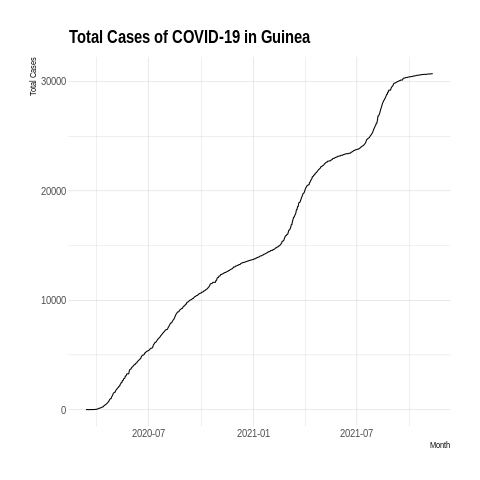 Total Cases of COVID-19 in Guinea
Total Cases
30000
20000
10000
0
2020-07 2021-01 2021-07
Month